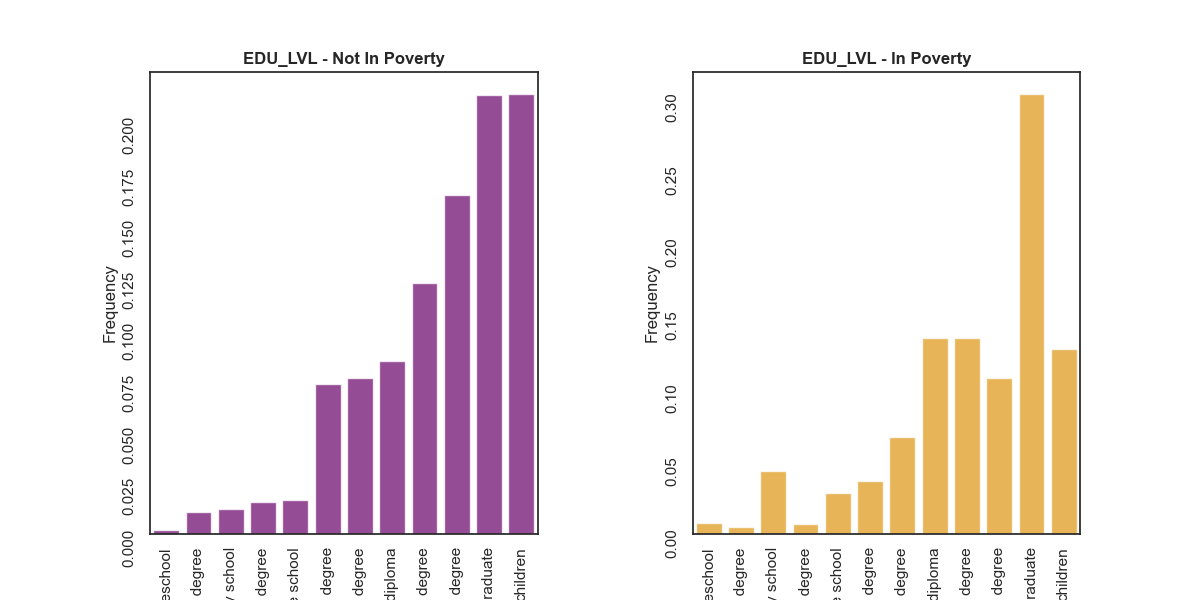 EDU_LVL - Not In Poverty
Frequency
0.200
0.175
0.150
0.125
0.100
0.075
0.050
0.025
0.000
eschool
degree
school
degree
school
degree
degree
diploma
degree
degree
raduate
children
EDU_LVL - In Poverty
Frequency
0.30
0.25
0.20
0.15
0.10
0.05
0.00
eschool
degree
school
degree
school
degree
degree
diploma
degree
degree
raduate
children